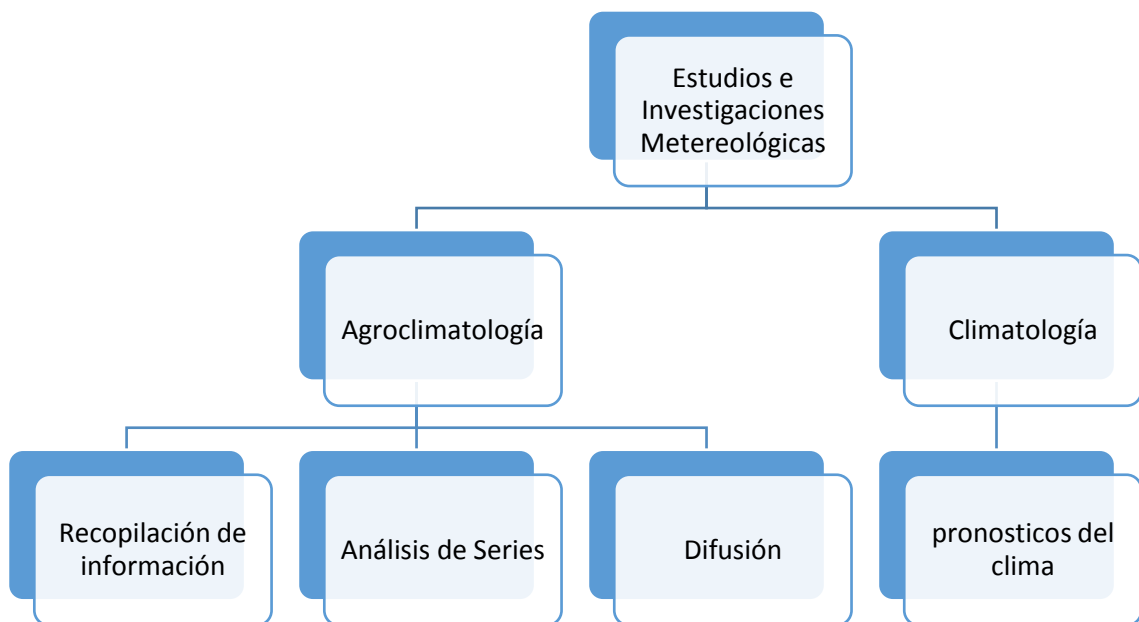 Estudios e
Investigaciones
Metereológicas
Agroclimatología
Climatología
Recopilación de
información
Análisis de Series
Difusión
pronosticos del
clima